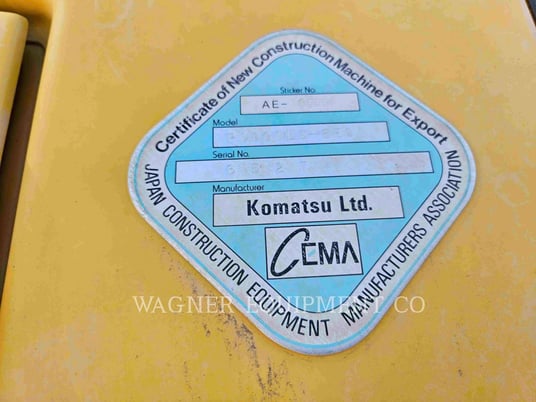 Certificate of New Construction Machine for Export
Sticker No.
AE-
Model
Serial No.
Manufacturer
Komatsu Ltd.
CEMA
JAPAN CONSTRUCTION EQUIPMENT MANUFACTURERS ASSOCIATION
WAGNER EQUIPMENT CO